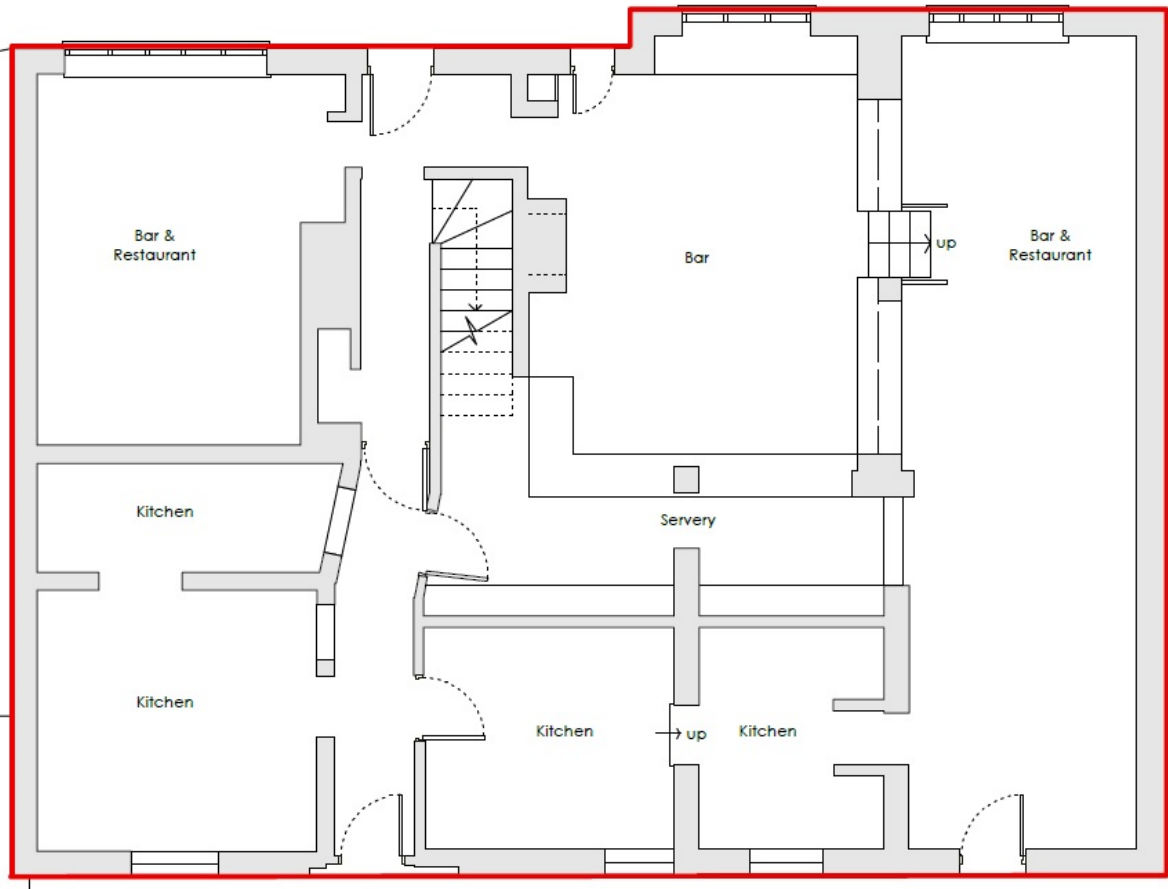 Bar &
Restaurant
Bar
up
Bar &
Restaurant
Kitchen
Servery
Kitchen
Kitchen
up
Kitchen